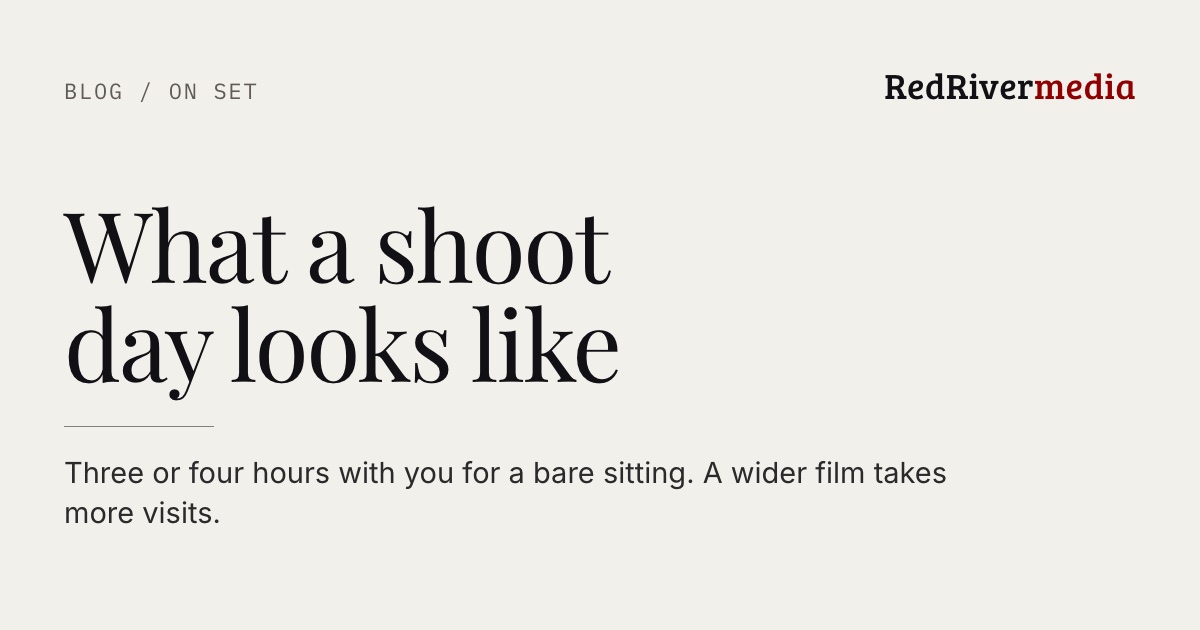 BLOG / ON SET
RedRivermedia
What a shoot
day looks like
Three or four hours with you for a bare sitting. A wider film takes
more visits.